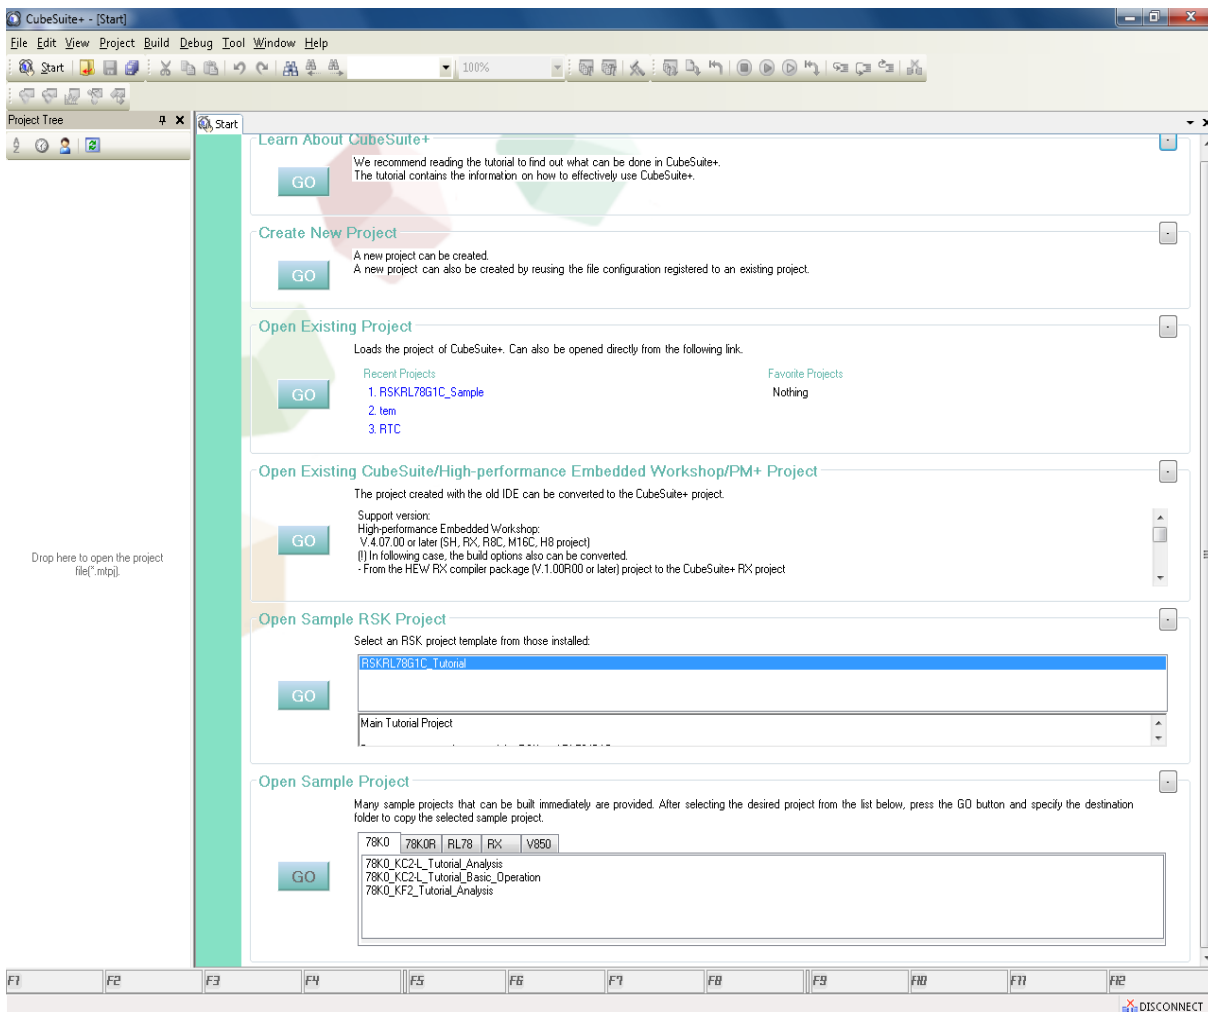 CubeSuite+ - [Start]
File Edit View Project Build Debug Tool Window Help
Start 100%
Project Tree
Start
Learn About CubeSuite+
We recommend reading the tutorial to find out what can be done in CubeSuite+.
The tutorial contains the information on how to effectively use CubeSuite+.
GO
Create New Project
A new project can be created.
A new project can also be created by reusing the file configuration registered to an existing project.
GO
Open Existing Project
Loads the project of CubeSuite+. Can also be opened directly from the following link.
Recent Projects Favorite Projects
GO
1. RSKRL78G1C_Sample Nothing
2. tem
3. RTC
Open Existing CubeSuite/High-performance Embedded Workshop/PM+ Project
The project created with the old IDE can be converted to the CubeSuite+ project.
GO
Support version:
High-performance Embedded Workshop:
V.4.07.00 or later (SH, RX, R8C, M16C, H8 project)
(!) In following case, the build options also can be converted.
- From the HEW RX compiler package (V.1.00R00 or later) project to the CubeSuite+ RX project
Drop here to open the project
file(*.mtpj).
Open Sample RSK Project
Select an RSK project template from those installed:
RSKRL78G1C_Tutorial
GO
Main Tutorial Project
Open Sample Project
Many sample projects that can be built immediately are provided. After selecting the desired project from the list below, press the GO button and specify the destination
folder to copy the selected sample project.
78K0 78K0R RL78 RX V850
GO
78K0_KC2-L_Tutorial_Analysis
78K0_KC2-L_Tutorial_Basic_Operation
78K0_KF2_Tutorial_Analysis
F1 F2 F3 F4 F5 F6 F7 F8 F9 F10 F11 F12
DISCONNECT